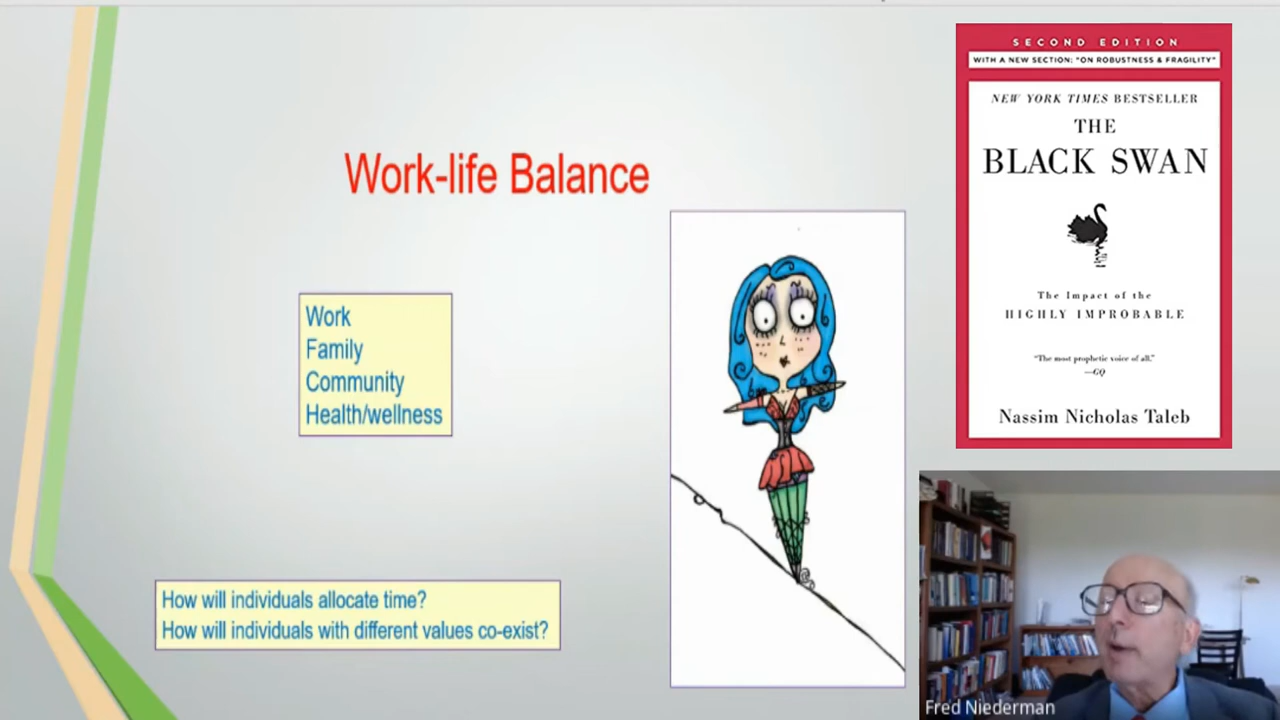 Work-life Balance
Work
Family
Community
Health/wellness
How will individuals allocate time?
How will individuals with different values co-exist?
SECOND EDITION
WITH A NEW SECTION: "ON ROBUSTNESS & FRAGILITY"
NEW YORK TIMES BESTSELLER
THE
BLACK SWAN
The Impact of the
HIGHLY IMPROBABLE
"The most prophetic voice of all."
—GQ
Nassim Nicholas Taleb
Fred Niederman